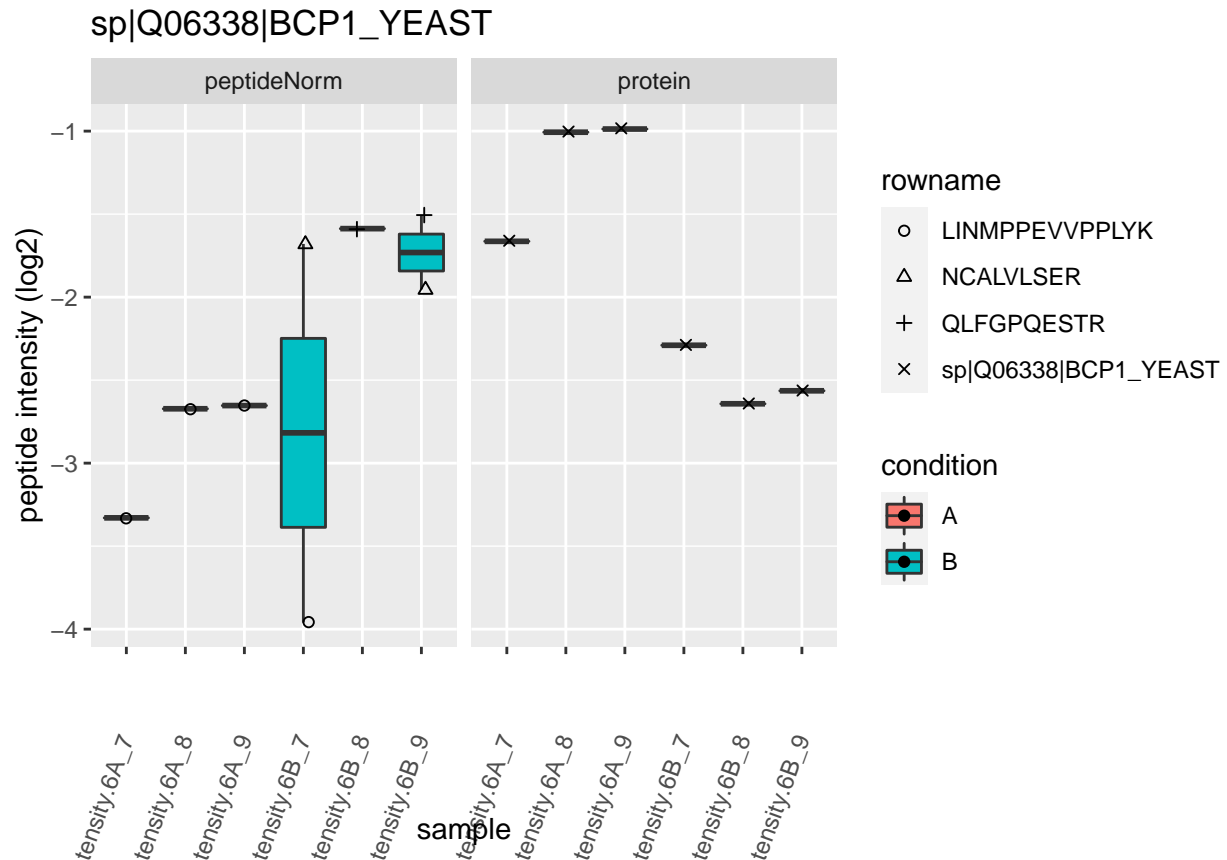 sp|Q06338|BCP1_YEAST
peptideNorm
protein
peptide intensity (log2)
−1
−2
−3
−4
tensity.6A_7
tensity.6A_8
tensity.6A_9
tensity.6B_7
tensity.6B_8
tensity.6B_9
tensity.6A_7
tensity.6A_8
tensity.6A_9
tensity.6B_7
tensity.6B_8
tensity.6B_9
sample
rowname
LINMPPEVVPPLYK
NCALVLSER
QLFGPQESTR
sp|Q06338|BCP1_YEAST
condition
A
B